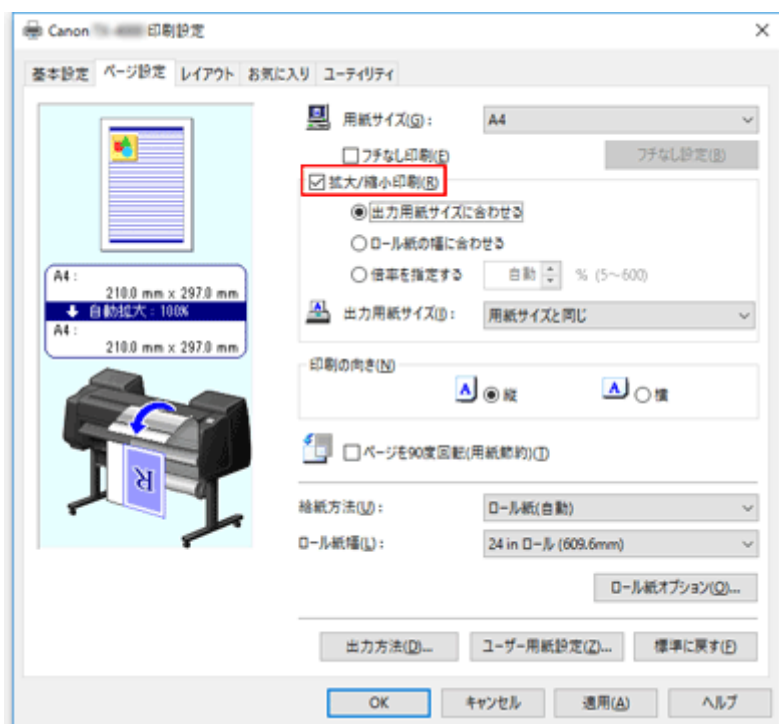 Canon 印刷設定
基本設定 ページ設定 レイアウト お気に入り ユーティリティ
用紙サイズ(G): A4
フチなし印刷(F) フチなし設定(B)
拡大/縮小印刷(R)
出力用紙サイズに合わせる
ロール紙の幅に合わせる
倍率を指定する 自動 % (5～600)
出力用紙サイズ(I): 用紙サイズと同じ
A4:
210.0 mm x 297.0 mm
自動拡大: 100%
A4:
210.0 mm x 297.0 mm
印刷の向き(N)
A 縦 A 横
ページを90度回転(用紙節約)(T)
R
給紙方法(U): ロール紙(自動)
ロール紙幅(L): 24 in ロール (609.6mm)
ロール紙オプション(O)...
出力方法(D)... ユーザー用紙設定(Z)... 標準に戻す(F)
OK キャンセル 適用(A) ヘルプ